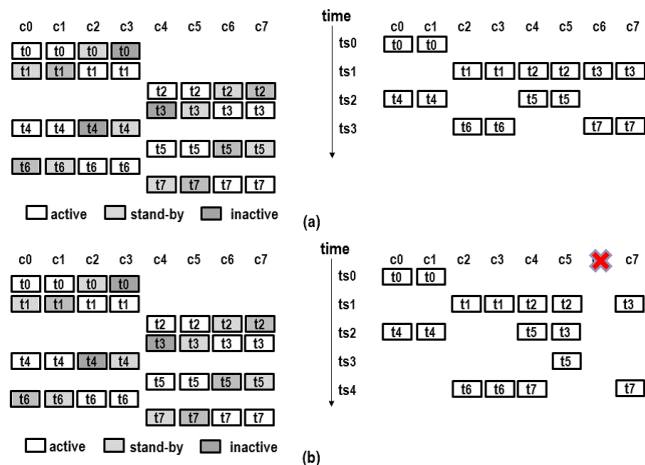 time
c0 c1 c2 c3 c4 c5 c6 c7 c0 c1 c2 c3 c4 c5 c6 c7
t0 t0 t0 t0 ts0 t0 t0
t1 t1 t1 t1 ts1 t1 t1 t2 t2 t3 t3
t2 t2 t2 t2
t3 t3 t3 t3 ts2 t4 t4 t5 t5
t4 t4 t4 t4 ts3 t6 t6 t7 t7
t5 t5 t5 t5
t6 t6 t6 t6
t7 t7 t7 t7
active stand-by inactive
(a)
time
c0 c1 c2 c3 c4 c5 c6 c7 c0 c1 c2 c3 c4 c5 c7
t0 t0 t0 t0 ts0 t0 t0
t1 t1 t1 t1 ts1 t1 t1 t2 t2 t3
t2 t2 t2 t2
t3 t3 t3 t3 ts2 t4 t4 t5 t3
t4 t4 t4 t4 ts3 t5
t5 t5 t5 t5
t6 t6 t6 t6 ts4 t6 t6 t7 t7
t7 t7 t7 t7
active stand-by inactive
(b)